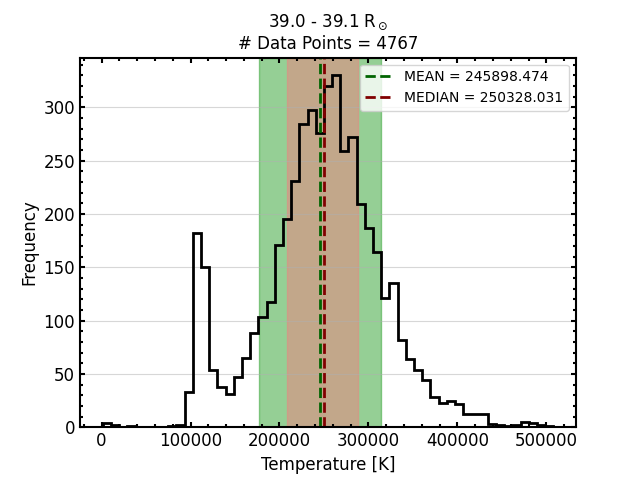 39.0 - 39.1 R⊙
# Data Points = 4767
MEAN = 245898.474
MEDIAN = 250328.031
Frequency
300
250
200
150
100
50
0
0 100000 200000 300000 400000 500000
Temperature [K]